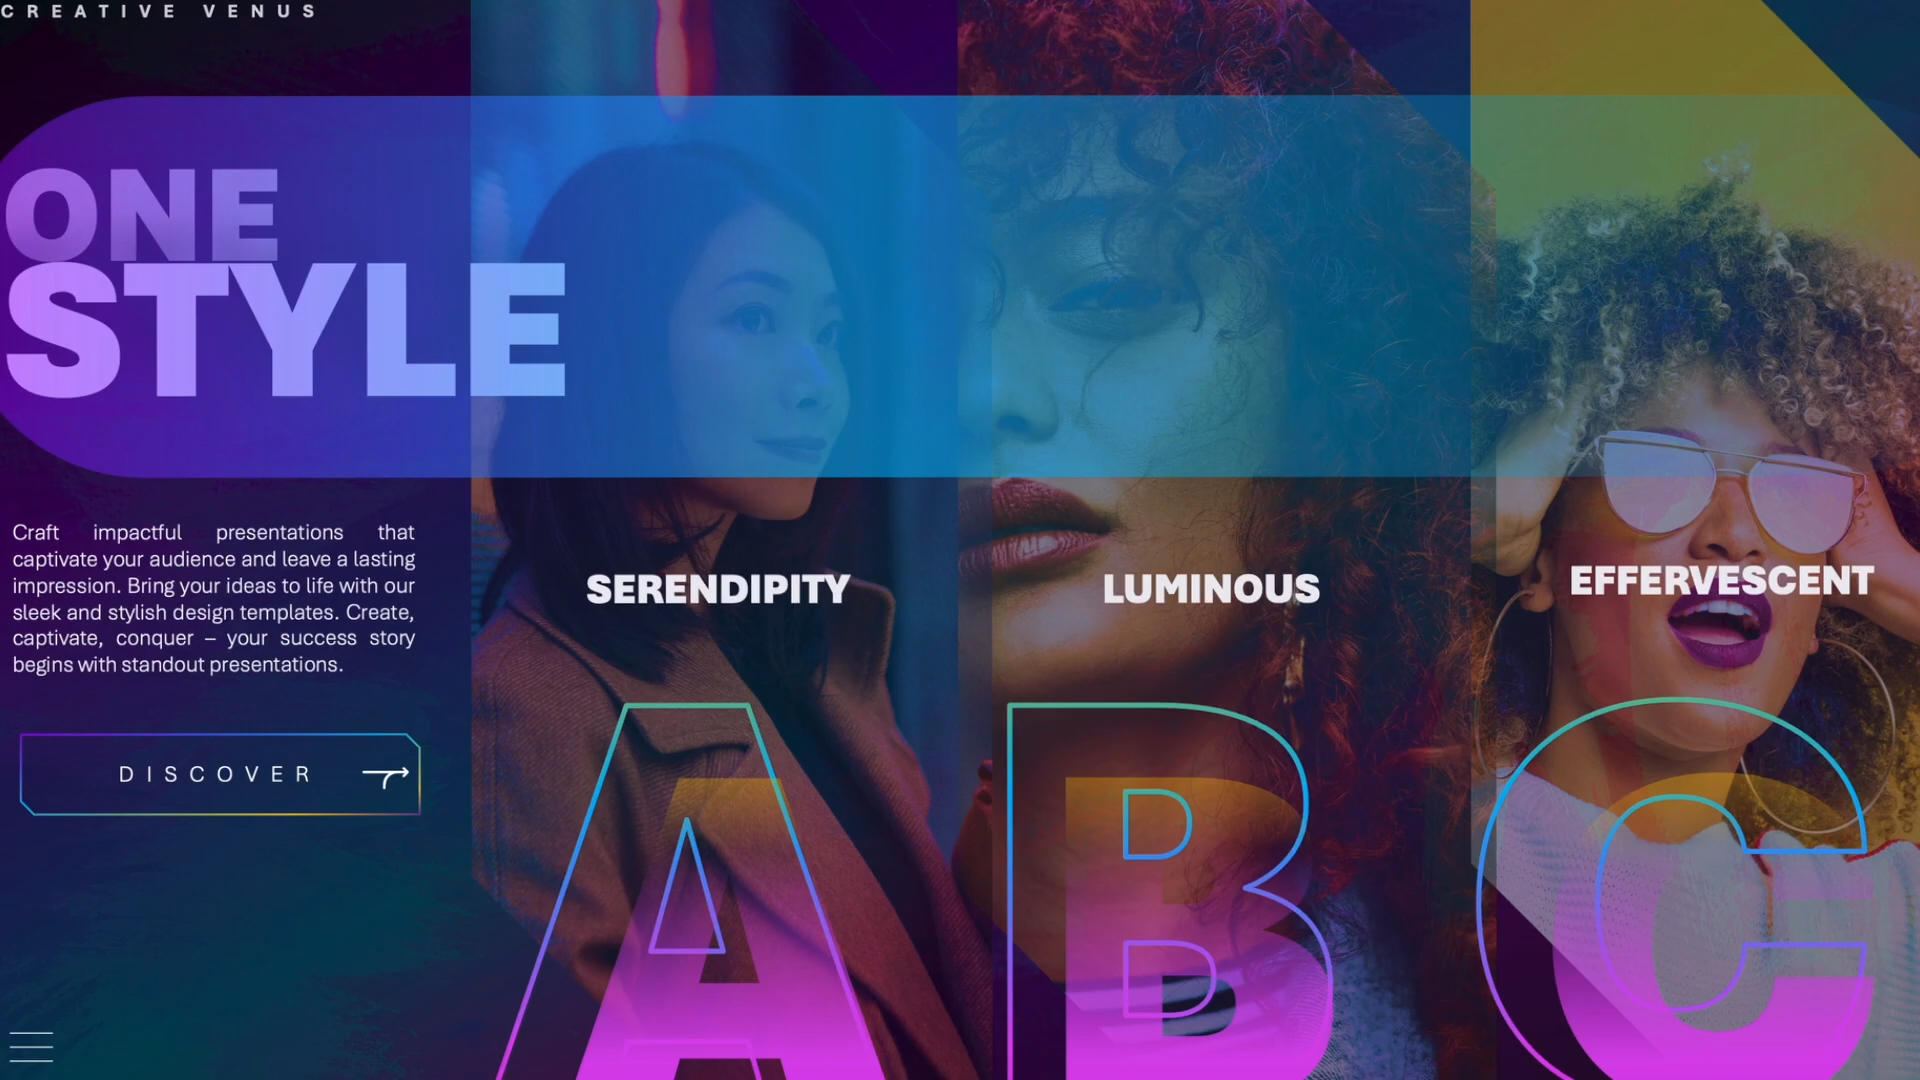 CREATIVE VENUS
ONE
STYLE
Craft impactful presentations that
captivate your audience and leave a lasting
impression. Bring your ideas to life with our
sleek and stylish design templates. Create,
captivate, conquer – your success story
begins with standout presentations.
DISCOVER
SERENDIPITY
LUMINOUS
EFFERVESCENT
A
B
C